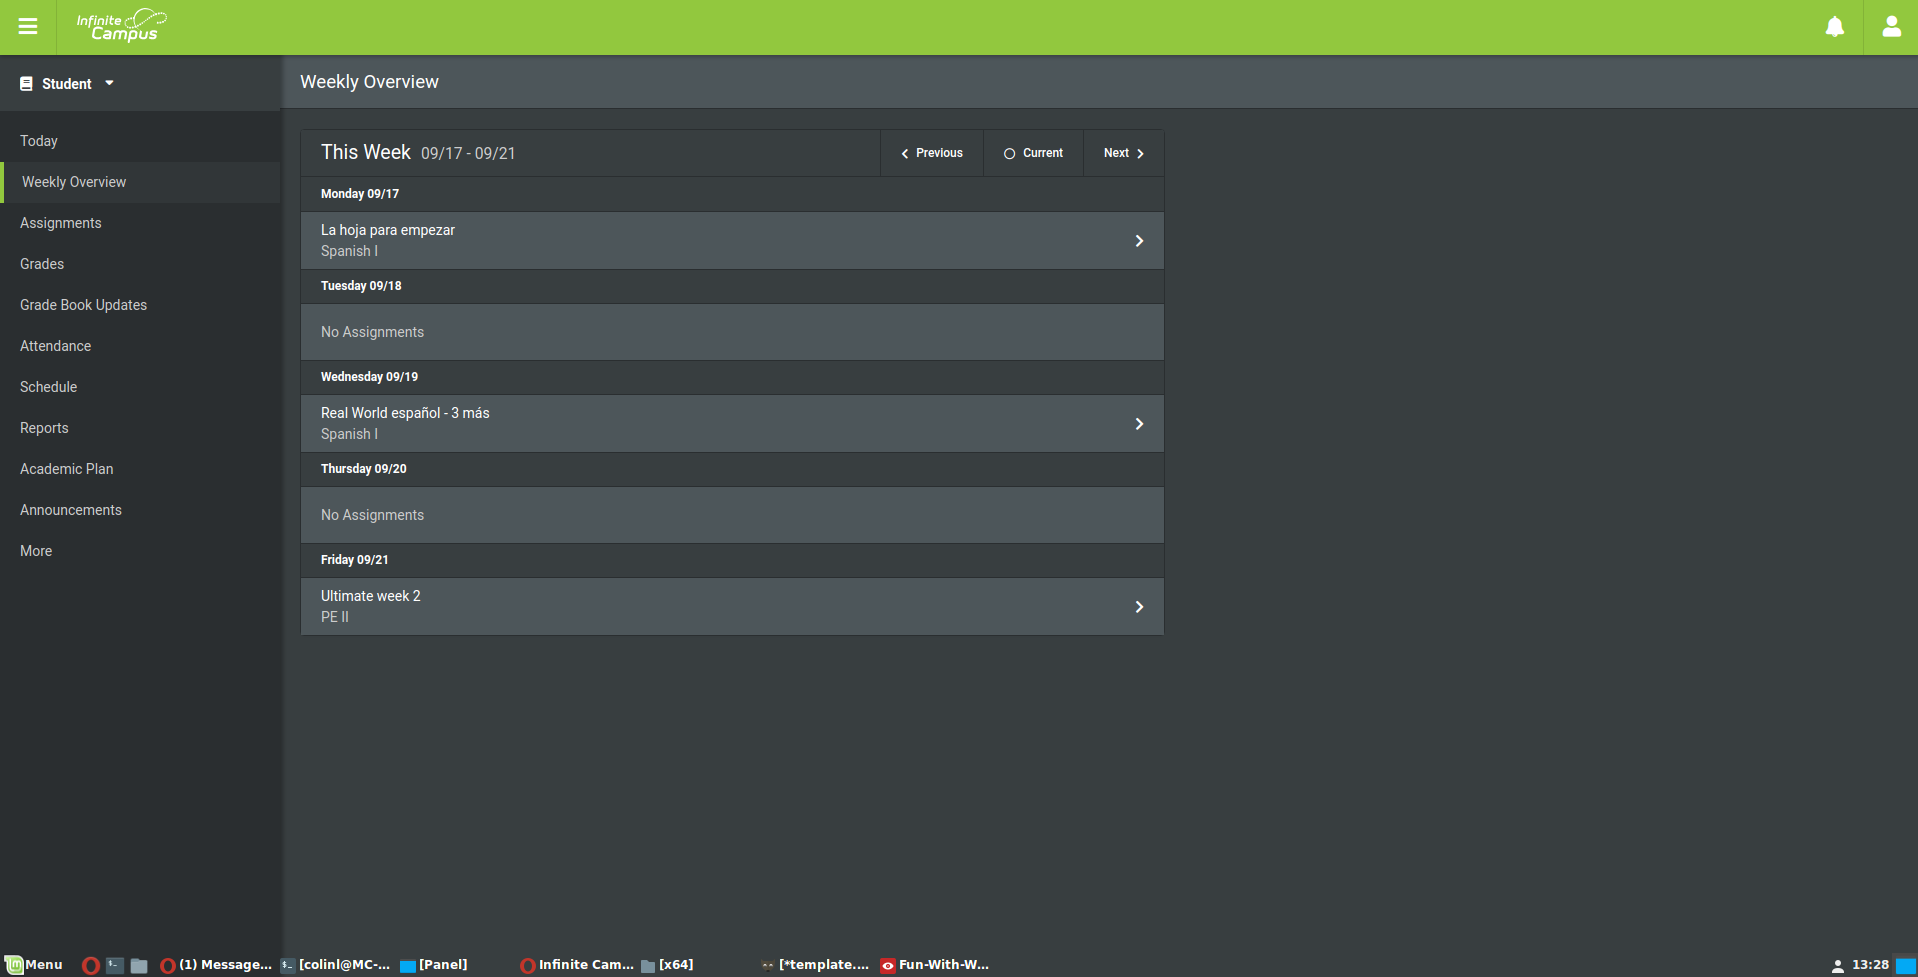 Infinite
Campus
Student
Weekly Overview
Today
Weekly Overview
Assignments
Grades
Grade Book Updates
Attendance
Schedule
Reports
Academic Plan
Announcements
More
This Week 09/17 - 09/21
Previous
Current
Next
Monday 09/17
La hoja para empezar
Spanish I
Tuesday 09/18
No Assignments
Wednesday 09/19
Real World español - 3 más
Spanish I
Thursday 09/20
No Assignments
Friday 09/21
Ultimate week 2
PE II
Menu (1) Message... [colinl@MC-... [Panel] Infinite Cam... [x64] [*template.... Fun-With-W... 13:28